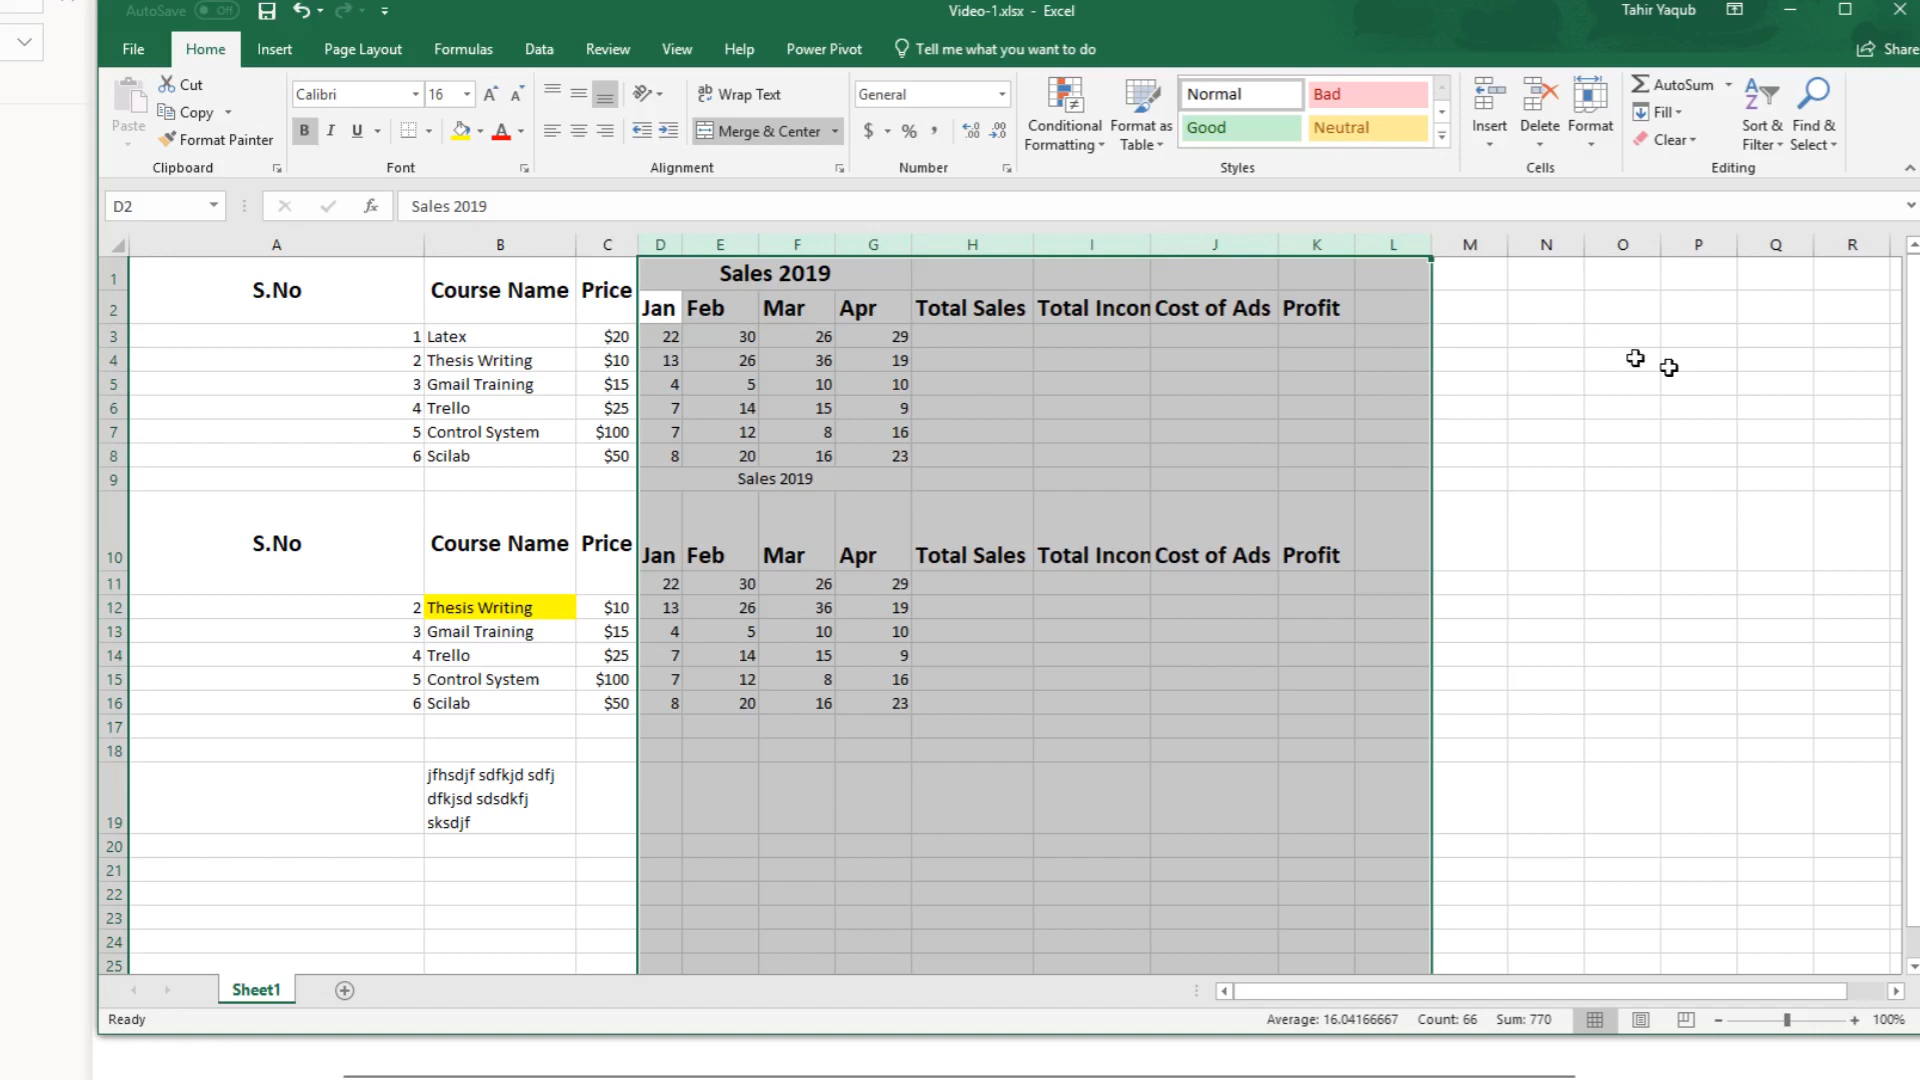 AutoSave Off
Video-1.xlsx - Excel
Tahir Yaqub
File Home Insert Page Layout Formulas Data Review View Help Power Pivot Tell me what you want to do Share
Paste
Cut
Copy
Format Painter
Clipboard
Calibri 16
B I U
Font
Wrap Text
Merge & Center
Alignment
General
$ % ,
Number
Conditional Formatting
Format as Table
Normal Bad
Good Neutral
Styles
Insert Delete Format
Cells
AutoSum
Fill
Clear
Sort & Filter
Find & Select
Editing
D2 fx Sales 2019
A B C D E F G H I J K L M N O P Q R
1 S.No Course Name Price Sales 2019
2 Jan Feb Mar Apr Total Sales Total Incon Cost of Ads Profit
3 1 Latex $20 22 30 26 29
4 2 Thesis Writing $10 13 26 36 19
5 3 Gmail Training $15 4 5 10 10
6 4 Trello $25 7 14 15 9
7 5 Control System $100 7 12 8 16
8 6 Scilab $50 8 20 16 23
9 Sales 2019
10 S.No Course Name Price Jan Feb Mar Apr Total Sales Total Incon Cost of Ads Profit
11 22 30 26 29
12 2 Thesis Writing $10 13 26 36 19
13 3 Gmail Training $15 4 5 10 10
14 4 Trello $25 7 14 15 9
15 5 Control System $100 7 12 8 16
16 6 Scilab $50 8 20 16 23
17
18
jfhsdjf sdfkjd sdfj
dfkjsd sdsdkfj
19 sksdjf
20
21
22
23
24
25
Sheet1
Ready Average: 16.04166667 Count: 66 Sum: 770 100%